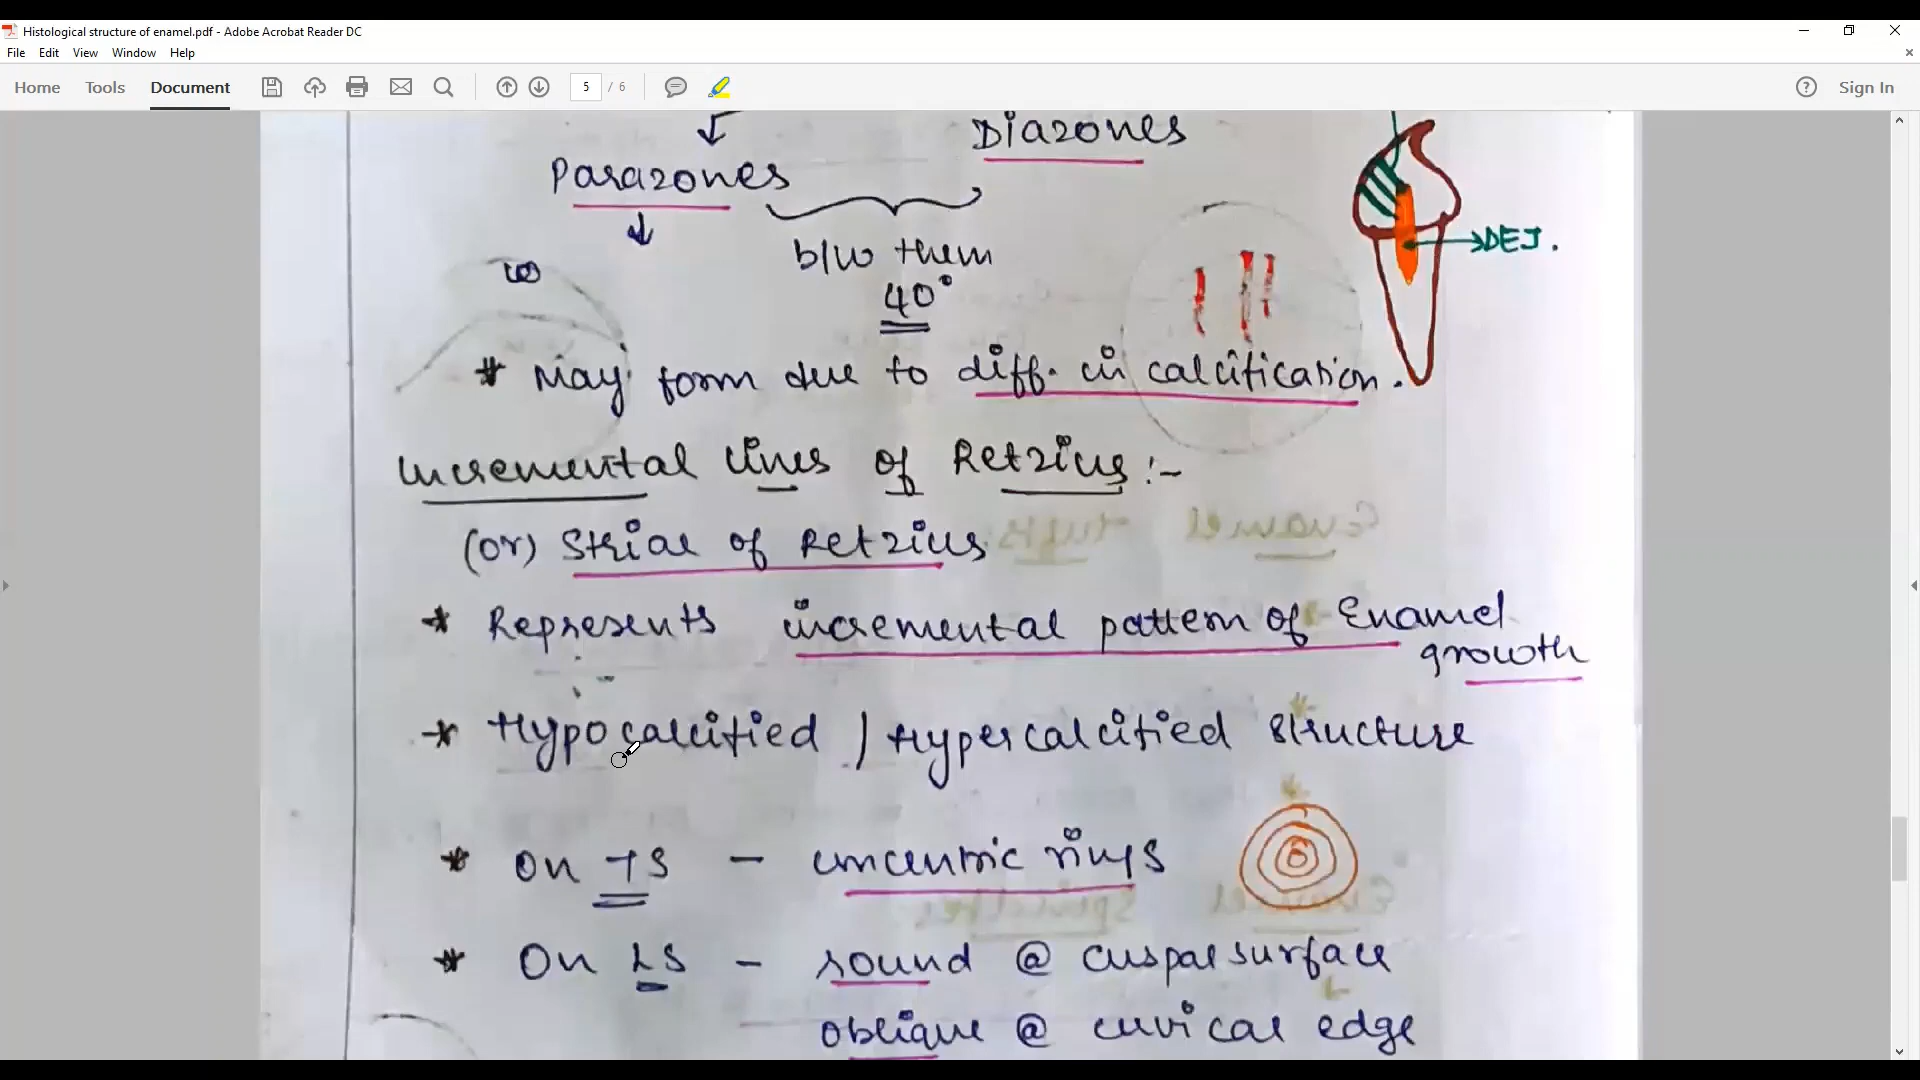 Histological structure of enamel.pdf - Adobe Acrobat Reader DC
File Edit View Window Help
Home Tools Document 5 / 6 Sign In
Diazones
Parazones
b/w them
40°
DEJ.
* May form due to diff. in calcification.
Incremental lines of Retzius :-
(or) Striae of Retzius
* Represents incremental pattern of Enamel
growth
* Hypocalcified / Hypercalcified structure
* On TS - concentric rings
* On LS - round @ cuspal surface
oblique @ cervical edge